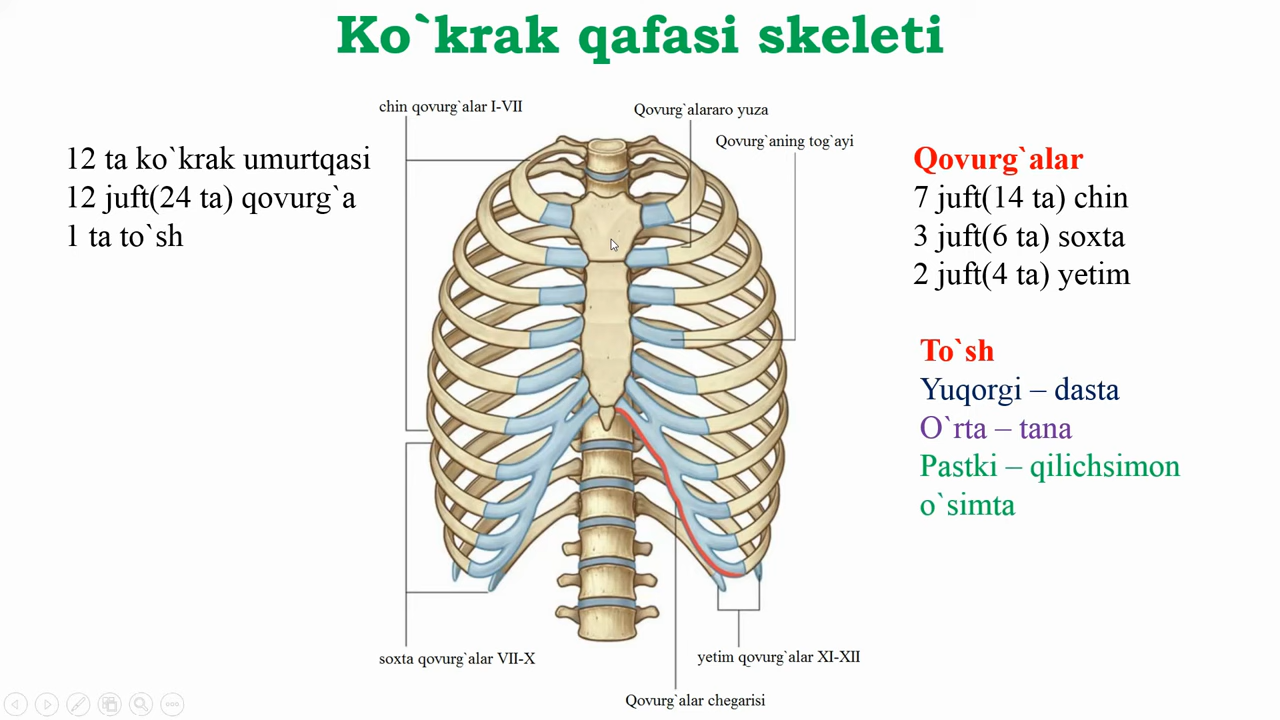 Ko`krak qafasi skeleti
chin qovurg`alar I-VII
Qovurg`alararo yuza
Qovurg`aning tog`ayi
12 ta ko`krak umurtqasi
12 juft(24 ta) qovurg`a
1 ta to`sh
Qovurg`alar
7 juft(14 ta) chin
3 juft(6 ta) soxta
2 juft(4 ta) yetim
To`sh
Yuqorgi – dasta
O`rta – tana
Pastki – qilichsimon
o`simta
soxta qovurg`alar VII-X
yetim qovurg`alar XI-XII
Qovurg`alar chegarisi